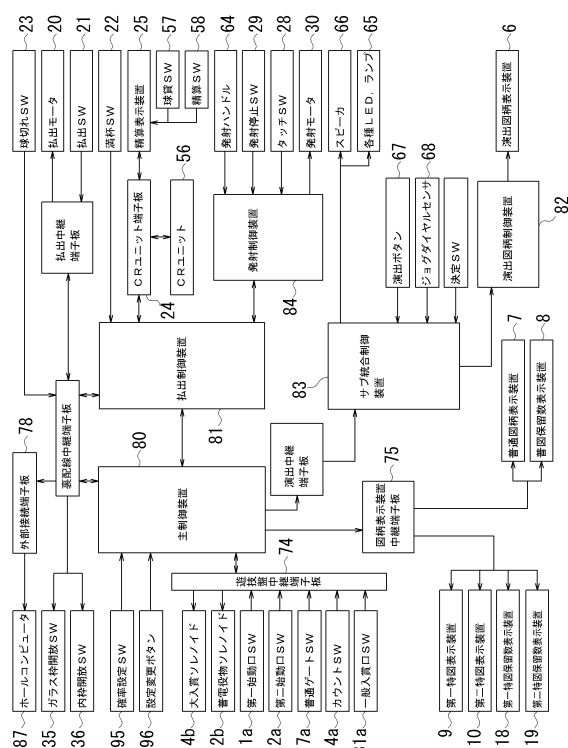 23 球切れSW
20 払出モータ
21 払出SW
22 満杯SW
25 精算表示装置
57 球貸SW
58 精算SW
64 発射ハンドル
29 発射停止SW
28 タッチSW
30 発射モータ
66 スピーカ
65 各種LED、ランプ
67 演出ボタン
68 ジョグダイヤルセンサ
決定SW
6 演出図柄表示装置
払出中継
端子板
CRユニット端子板
24
56 CRユニット
発射制御装置
84
演出図柄制御装置
82
78 外部接続端子板
裏配線中継端子板
払出制御装置
81
83
サブ統合制御
装置
7 普通図柄表示装置
8 普図保留数表示装置
80
主制御装置
演出中継
端子板
75
図柄表示装置
中継端子板
74
遊技盤中継端子板
87 ホールコンピュータ
35 ガラス枠開放SW
36 内枠開放SW
95 確率設定SW
96 設定変更ボタン
4b 大入賞ソレノイド
2b 普電役物ソレノイド
1a 第一始動口SW
2a 第二始動口SW
7a 普通ゲートSW
4a カウントSW
31a 一般入賞口SW
9 第一特図表示装置
10 第二特図表示装置
18 第一特図保留数表示装置
19 第二特図保留数表示装置